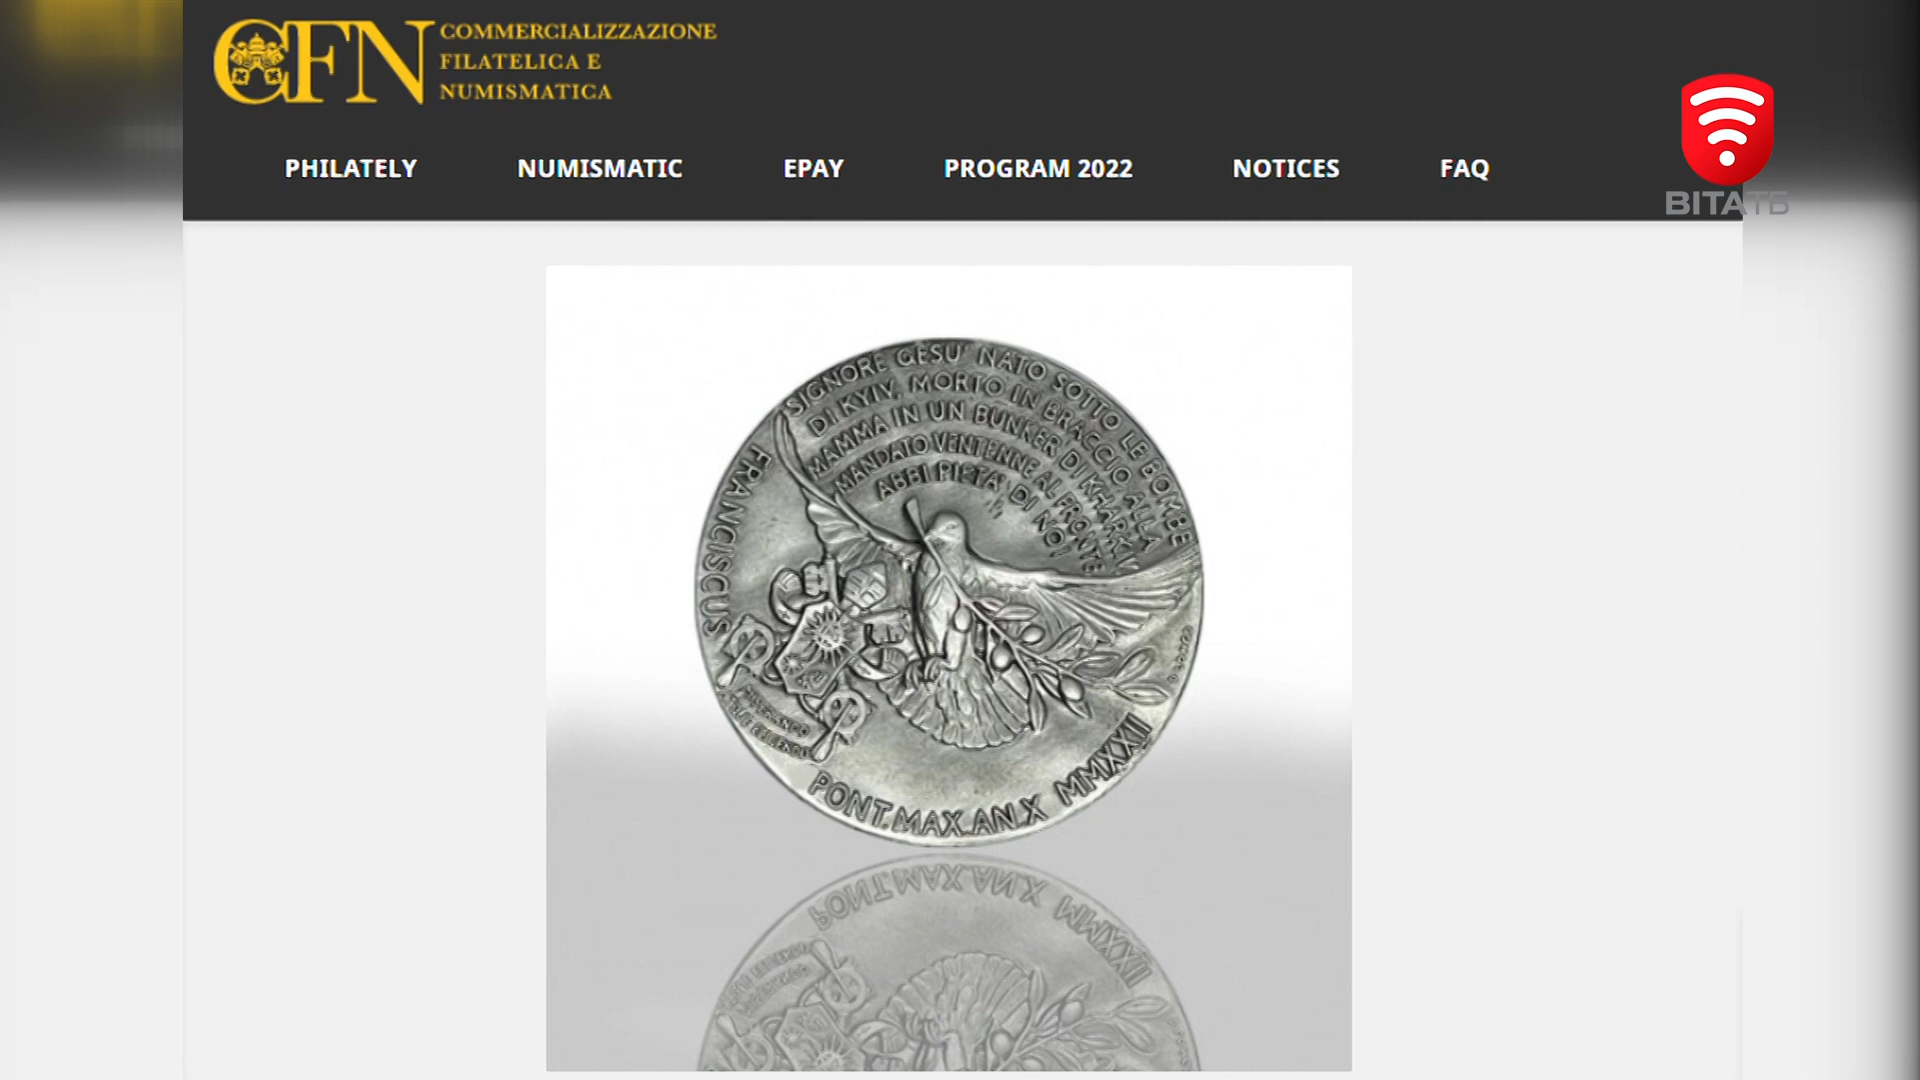 CFN
COMMERCIALIZZAZIONE
FILATELICA E
NUMISMATICA
PHILATELY
NUMISMATIC
EPAY
PROGRAM 2022
NOTICES
FAQ
ВІТАТБ
SIGNORE GESU' NATO SOTTO LE BOMBE
DI KYIV, MORTO IN BRACCIO ALLA
MAMMA IN UN BUNKER DI KHARKIV
MANDATO VENTENNE AL FRONTE
ABBI PIETA' DI NOI
FRANCISCUS
PONT. MAX. AN. X MMXXII